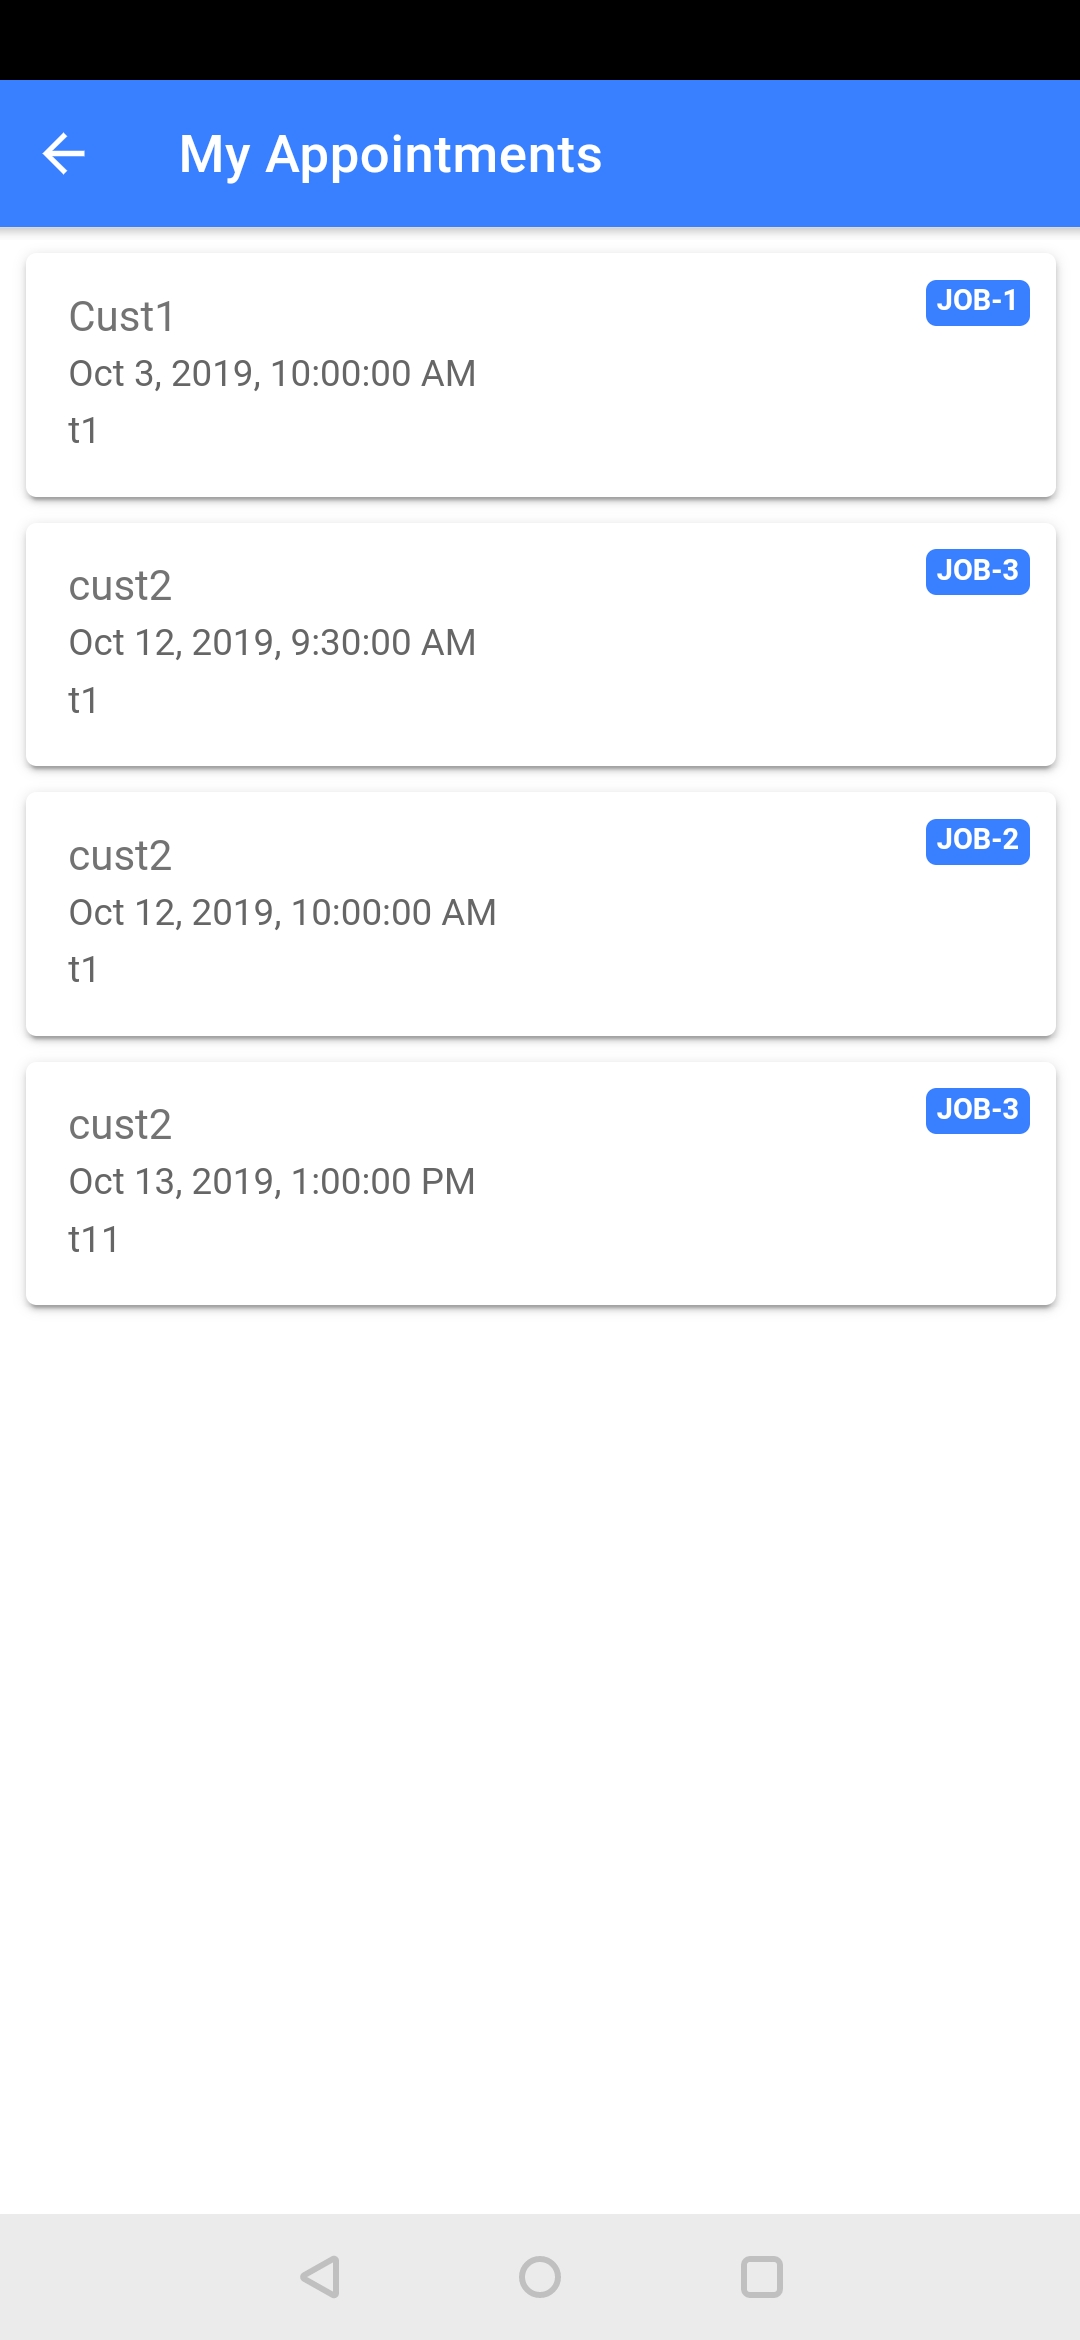 My Appointments
Cust1
JOB-1
Oct 3, 2019, 10:00:00 AM
t1
cust2
JOB-3
Oct 12, 2019, 9:30:00 AM
t1
cust2
JOB-2
Oct 12, 2019, 10:00:00 AM
t1
cust2
JOB-3
Oct 13, 2019, 1:00:00 PM
t11